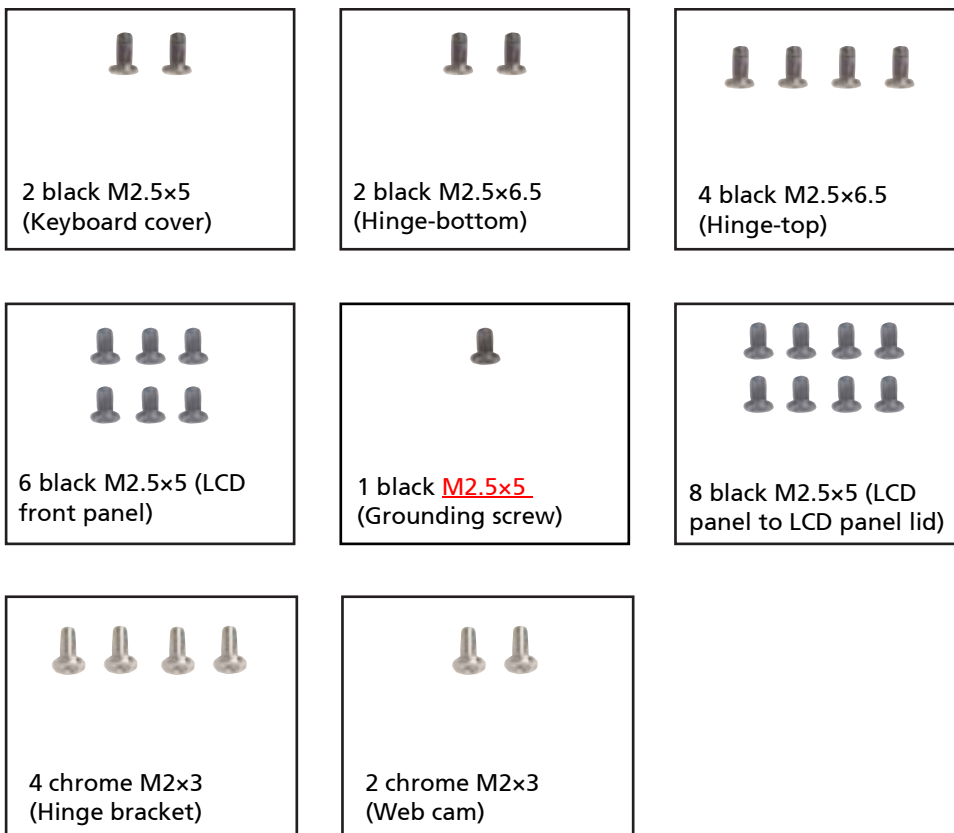 2 black M2.5×5
(Keyboard cover)
2 black M2.5×6.5
(Hinge-bottom)
4 black M2.5×6.5
(Hinge-top)
6 black M2.5×5 (LCD
front panel)
1 black M2.5×5
(Grounding screw)
8 black M2.5×5 (LCD
panel to LCD panel lid)
4 chrome M2×3
(Hinge bracket)
2 chrome M2×3
(Web cam)